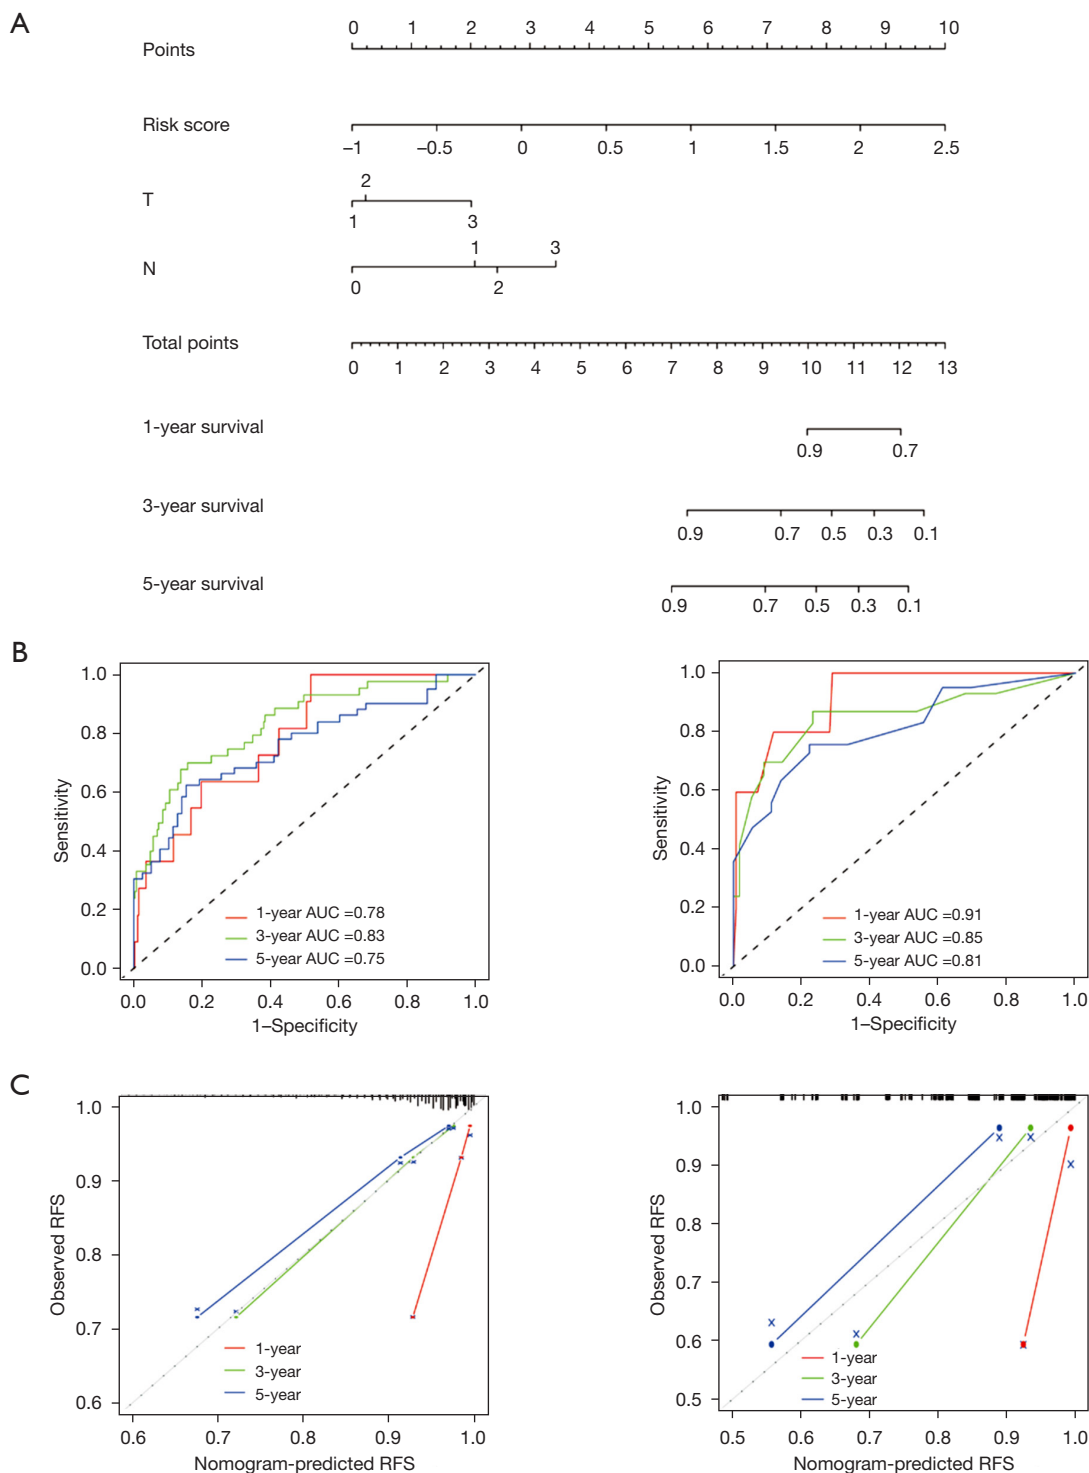 A
Points
0 1 2 3 4 5 6 7 8 9 10
Risk score
–1 –0.5 0 0.5 1 1.5 2 2.5
T
2
1 3
N
1 3
0 2
Total points
0 1 2 3 4 5 6 7 8 9 10 11 12 13
1-year survival
0.9 0.7
3-year survival
0.9 0.7 0.5 0.3 0.1
5-year survival
0.9 0.7 0.5 0.3 0.1
B
Sensitivity
1.0
0.8
0.6
0.4
0.2
0.0
1-year AUC =0.78
3-year AUC =0.83
5-year AUC =0.75
0.0 0.2 0.4 0.6 0.8 1.0
1–Specificity
Sensitivity
1.0
0.8
0.6
0.4
0.2
0.0
1-year AUC =0.91
3-year AUC =0.85
5-year AUC =0.81
0.0 0.2 0.4 0.6 0.8 1.0
1–Specificity
C
Observed RFS
1.0
0.9
0.8
0.7
0.6
1-year
3-year
5-year
0.6 0.7 0.8 0.9 1.0
Nomogram-predicted RFS
Observed RFS
1.0
0.9
0.8
0.7
0.6
0.5
1-year
3-year
5-year
0.5 0.6 0.7 0.8 0.9 1.0
Nomogram-predicted RFS